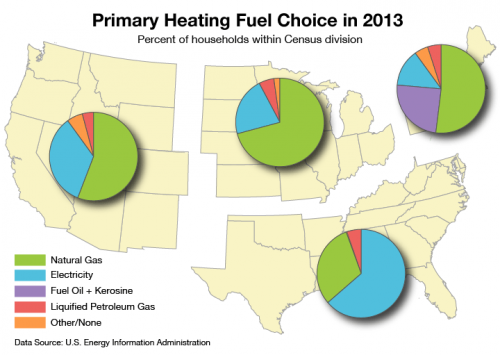 Primary Heating Fuel Choice in 2013
Percent of households within Census division
Natural Gas
Electricity
Fuel Oil + Kerosine
Liquified Petroleum Gas
Other/None
Data Source: U.S. Energy Information Administration